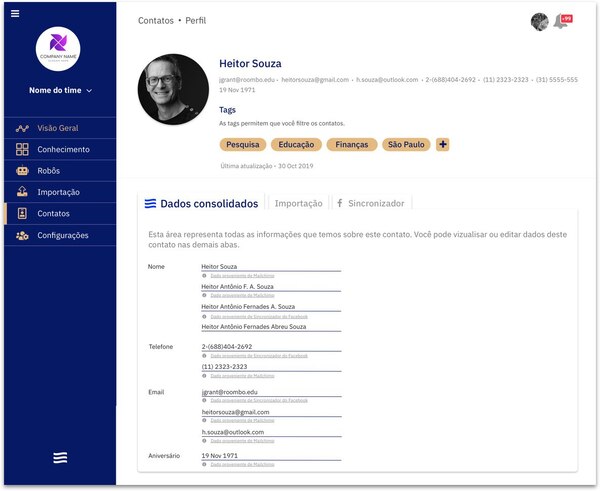 Contatos • Perfil
+99
COMPANY NAME
Nome do time
Visão Geral
Conhecimento
Robôs
Importação
Contatos
Configurações
Heitor Souza
jgrant@roombo.edu • heitorsouza@gmail.com • h.souza@outlook.com • 2-(688)404-2692 • (11) 2323-2323 • (31) 5555-555
19 Nov 1971
Tags
As tags permitem que você filtre os contatos.
Pesquisa Educação Finanças São Paulo +
Última atualização • 30 Oct 2019
Dados consolidados Importação Sincronizador
Esta área representa todas as informações que temos sobre este contato. Você pode vizualisar ou editar dados deste
contato nas demais abas.
Nome Heitor Souza
Dado proveniente de Mailchimp
Heitor Antônio F. A. Souza
Dado proveniente de Mailchimp
Heitor Antônio Fernades A. Souza
Dado proveniente de Sincronizador do Facebook
Heitor Antônio Fernades Abreu Souza
Telefone 2-(688)404-2692
Dado proveniente de Sincronizador do Facebook
(11) 2323-2323
Dado proveniente de Mailchimp
Email jgrant@roombo.edu
Dado proveniente de Sincronizador do Facebook
heitorsouza@gmail.com
Dado proveniente de Mailchimp
h.souza@outlook.com
Dado proveniente de Mailchimp
Aniversário 19 Nov 1971
Dado proveniente de Mailchimp